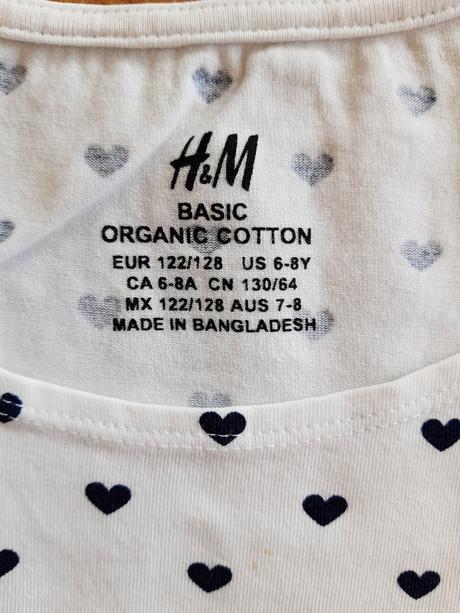 H&M
BASIC
ORGANIC COTTON
EUR 122/128 US 6-8Y
CA 6-8A CN 130/64
MX 122/128 AUS 7-8
MADE IN BANGLADESH